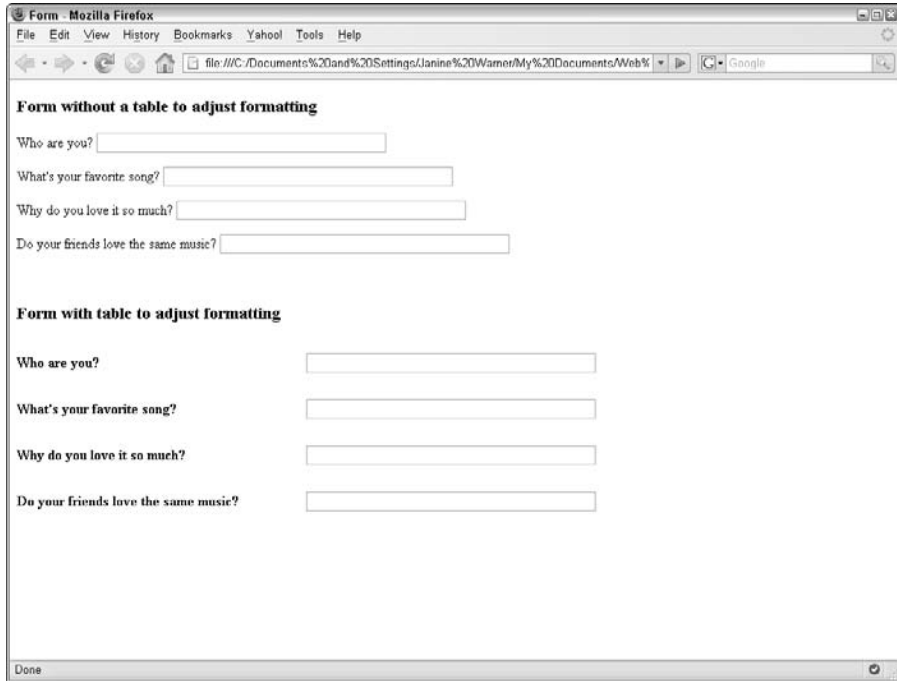 Form - Mozilla Firefox
File Edit View History Bookmarks Yahoo! Tools Help
file:///C:/Documents%20and%20Settings/Janine%20Warner/My%20Documents/Web%
G Google
Form without a table to adjust formatting
Who are you?
What's your favorite song?
Why do you love it so much?
Do your friends love the same music?
Form with table to adjust formatting
Who are you?
What's your favorite song?
Why do you love it so much?
Do your friends love the same music?
Done